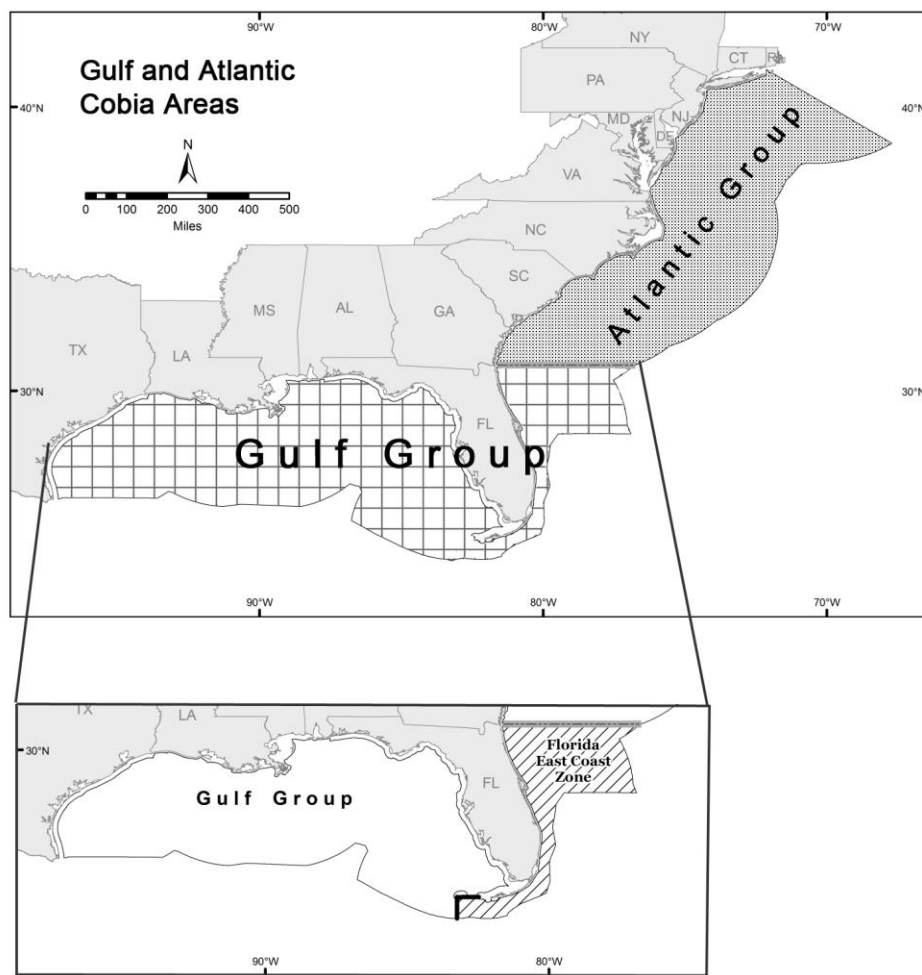 90°W
80°W
70°W
Gulf and Atlantic
Cobia Areas
N
0 100 200 300 400 500
Miles
40°N
40°N
NY
CT
RI
PA
NJ
MD
DE
VA
NC
SC
MS
AL
GA
TX
LA
FL
Atlantic Group
30°N
30°N
Gulf Group
90°W
80°W
70°W
TX
LA
30°N
Florida
East Coast
Zone
FL
Gulf Group
90°W
80°W